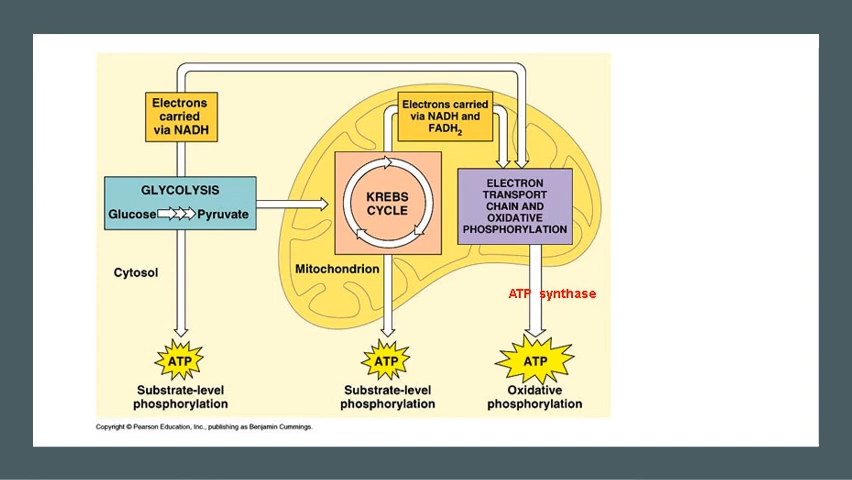 Electrons
carried
via NADH
Electrons carried
via NADH and
FADH2
GLYCOLYSIS
Glucose Pyruvate
KREBS
CYCLE
ELECTRON
TRANSPORT
CHAIN AND
OXIDATIVE
PHOSPHORYLATION
Cytosol
Mitochondrion
ATP synthase
ATP
ATP
ATP
Substrate-level
phosphorylation
Substrate-level
phosphorylation
Oxidative
phosphorylation
Copyright © Pearson Education, Inc., publishing as Benjamin Cummings.